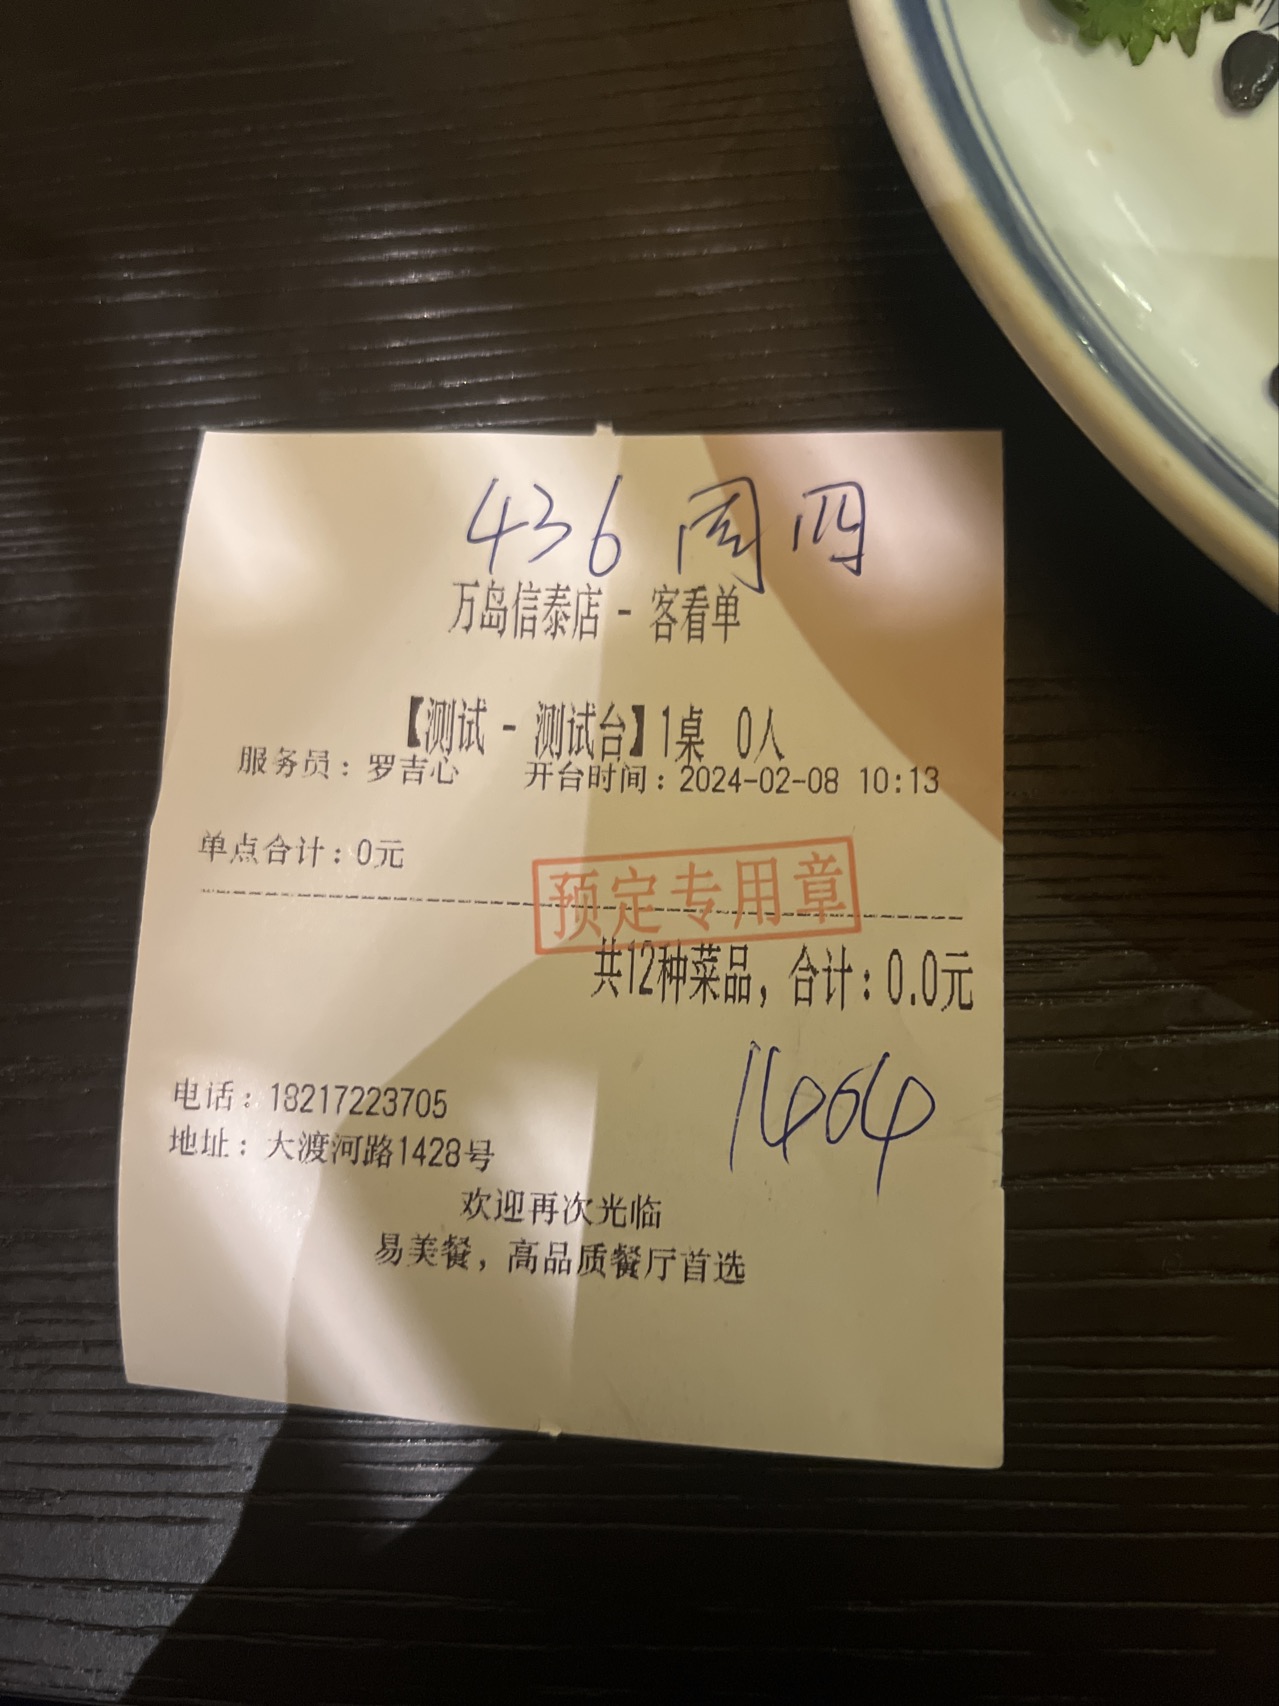 436 周四
万岛信泰店 - 客看单
【测试 - 测试台】1桌 0人
服务员：罗吉心 开台时间：2024-02-08 10:13
单点合计：0元
预定专用章
共12种菜品，合计：0.0元
1464
电话：18217223705
地址：大渡河路1428号
欢迎再次光临
易美餐，高品质餐厅首选